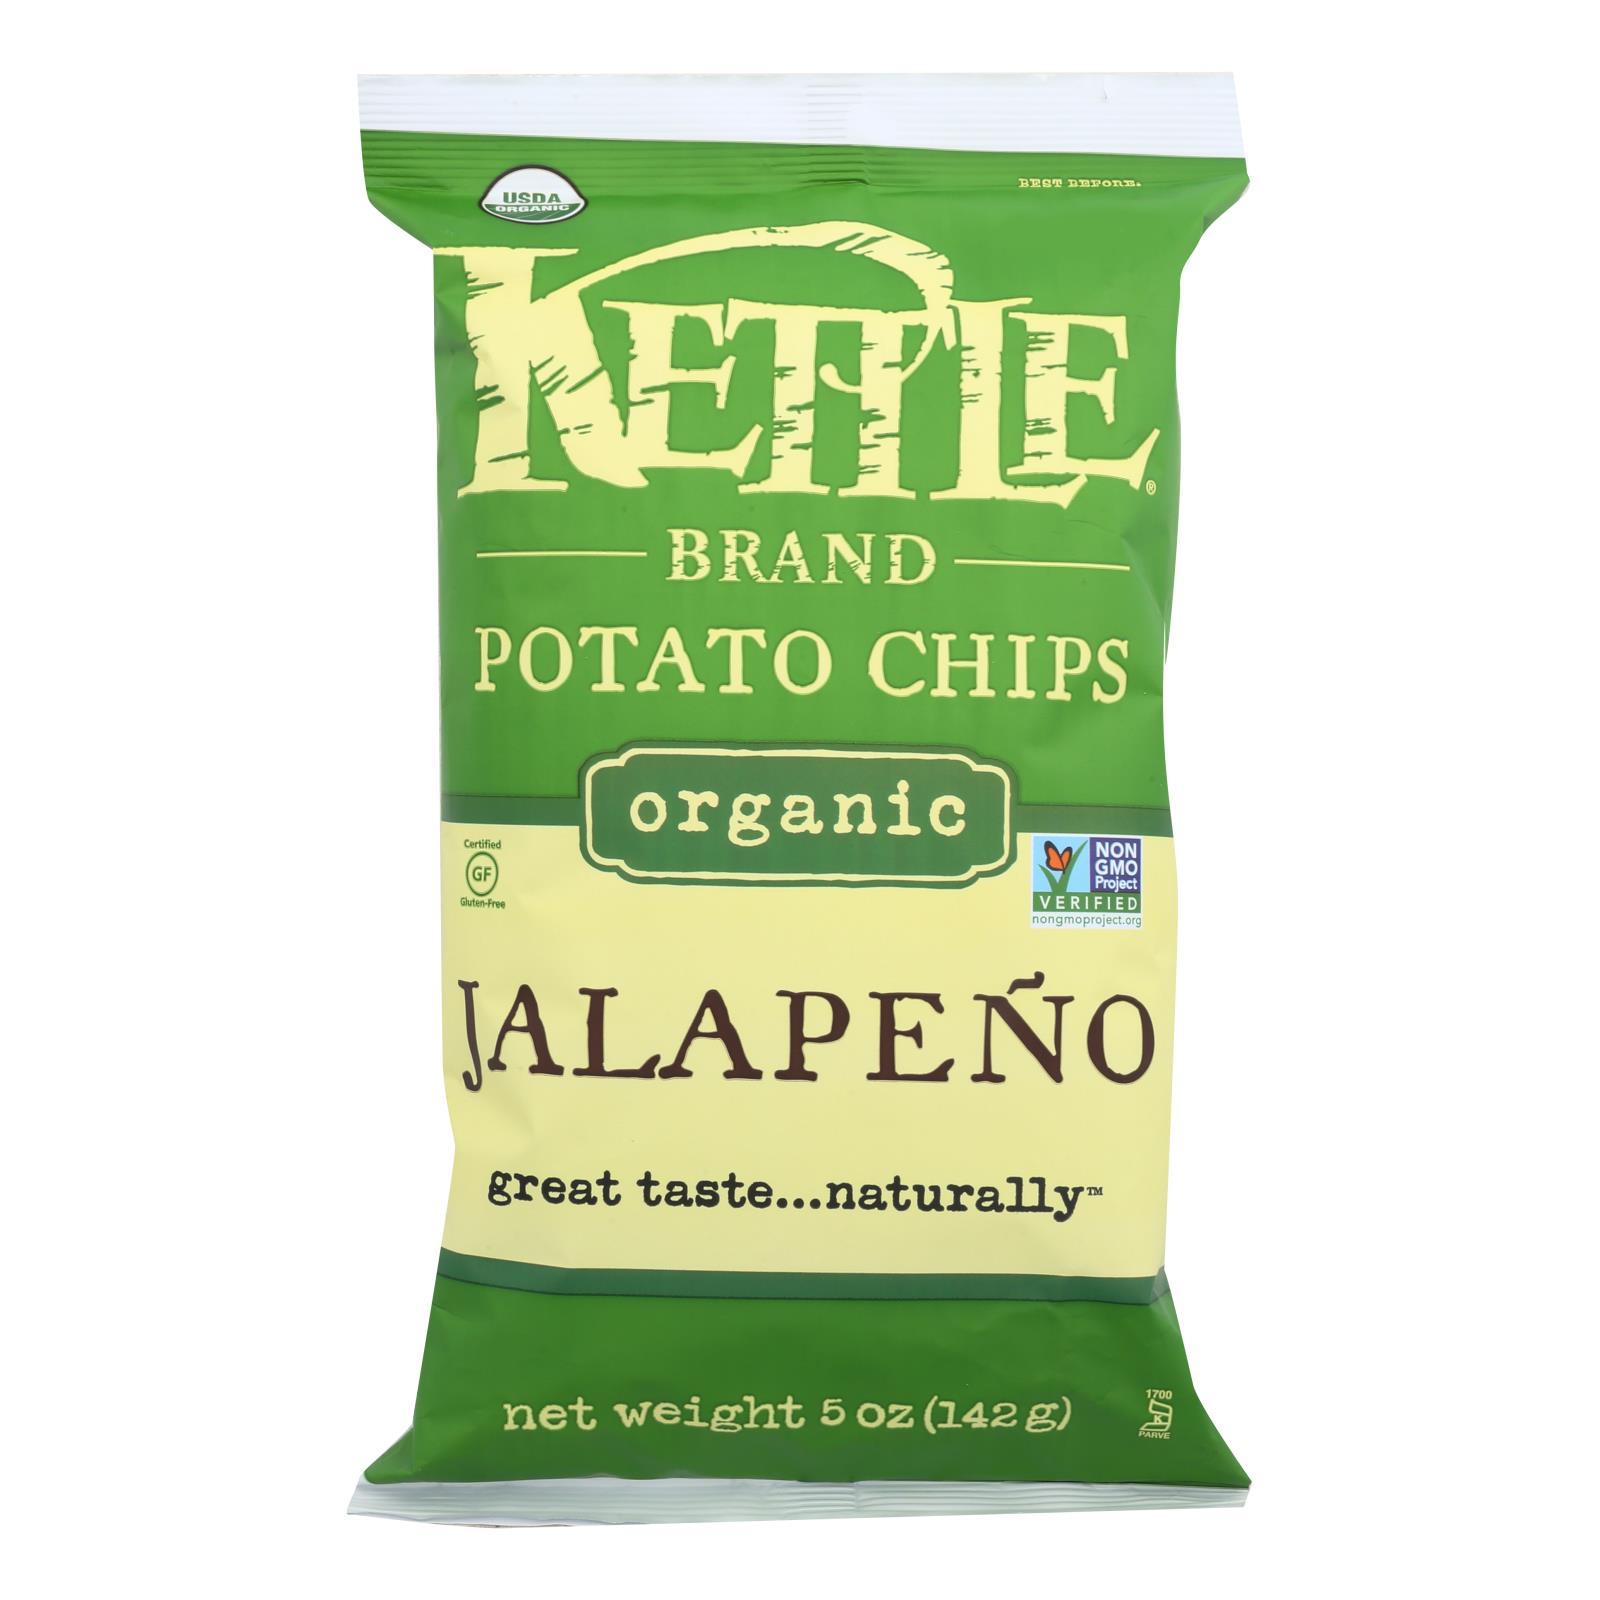 USDA
ORGANIC
BEST BEFORE:
KETTLE®
BRAND
POTATO CHIPS
organic
Certified
GF
Gluten-Free
NON
GMO
Project
VERIFIED
nongmoproject.org
JALAPEÑO
great taste...naturally™
net weight 5 oz (142 g)
1700
K
PARVE